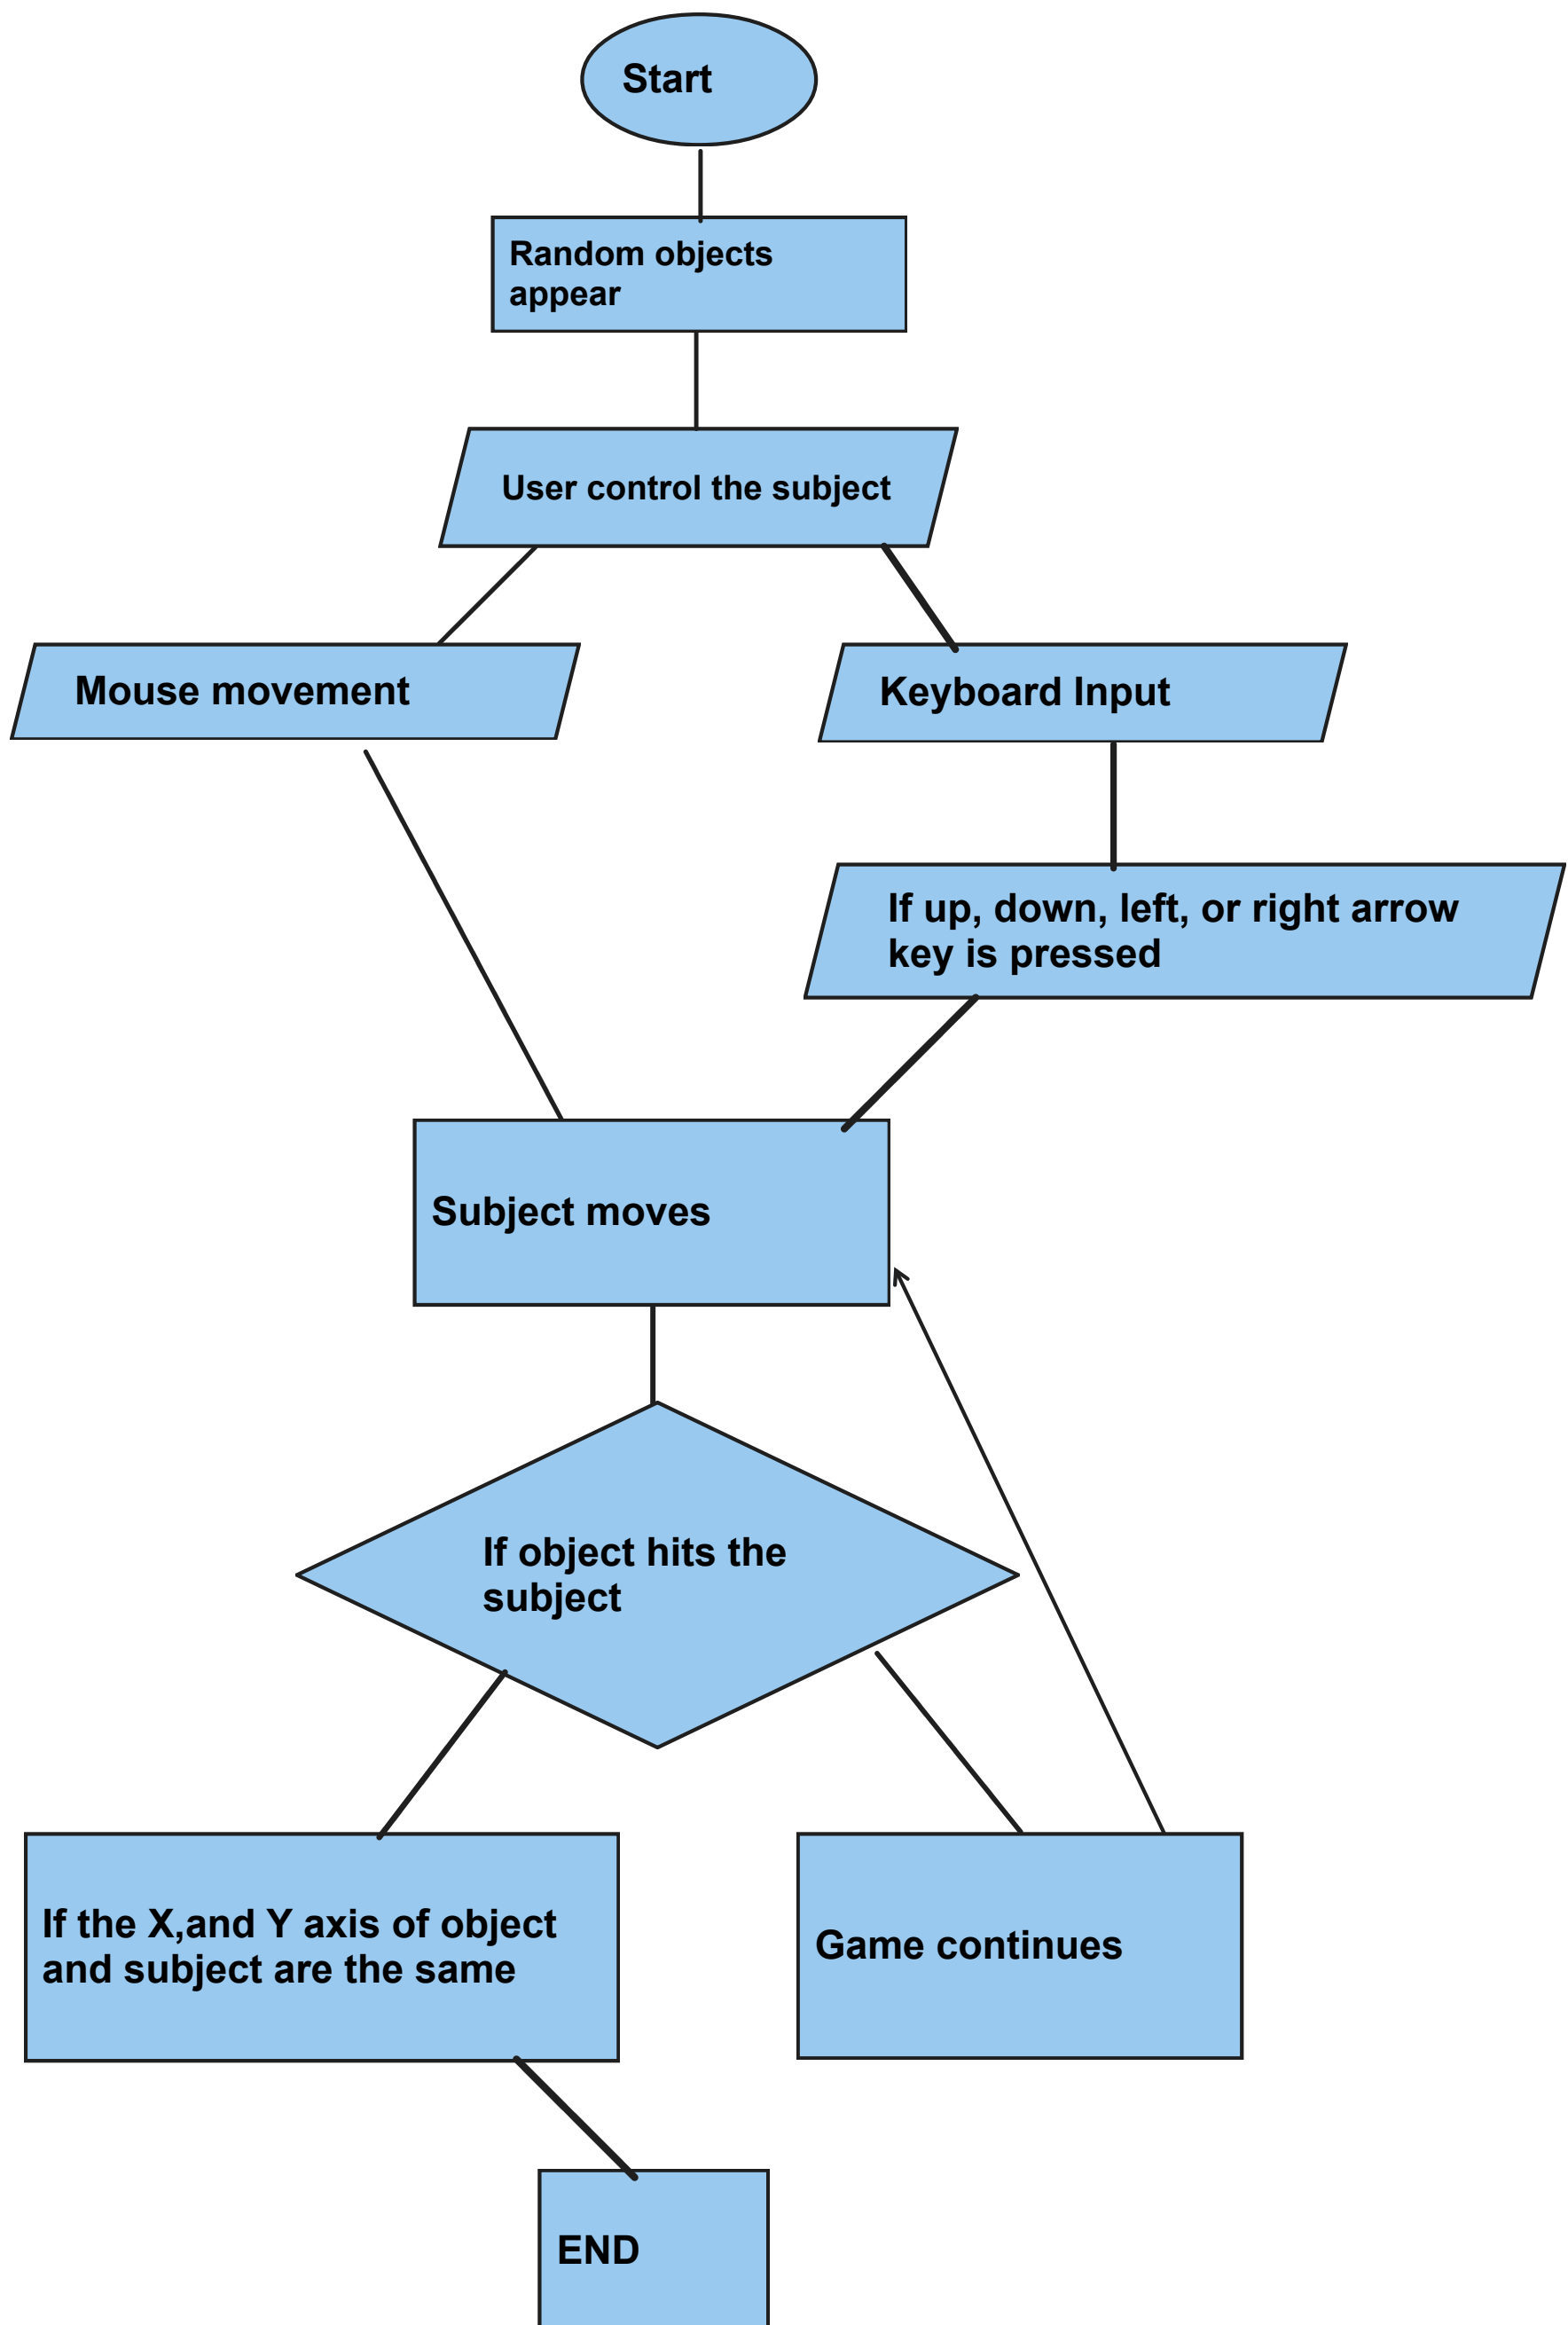 Start
Random objects
appear
User control the subject
Mouse movement
Keyboard Input
If up, down, left, or right arrow
key is pressed
Subject moves
If object hits the
subject
If the X,and Y axis of object
and subject are the same
Game continues
END